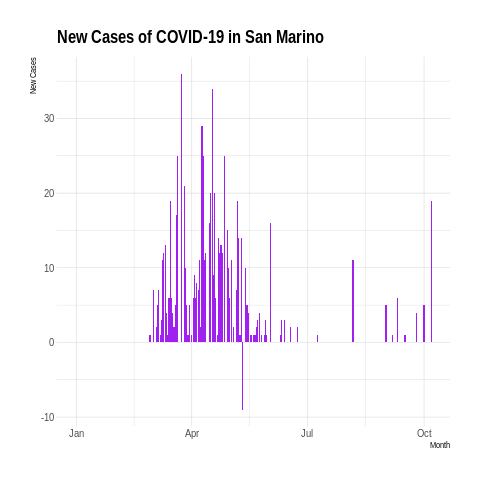 New Cases of COVID-19 in San Marino
New Cases
30
20
10
0
-10
Jan Apr Jul Oct
Month